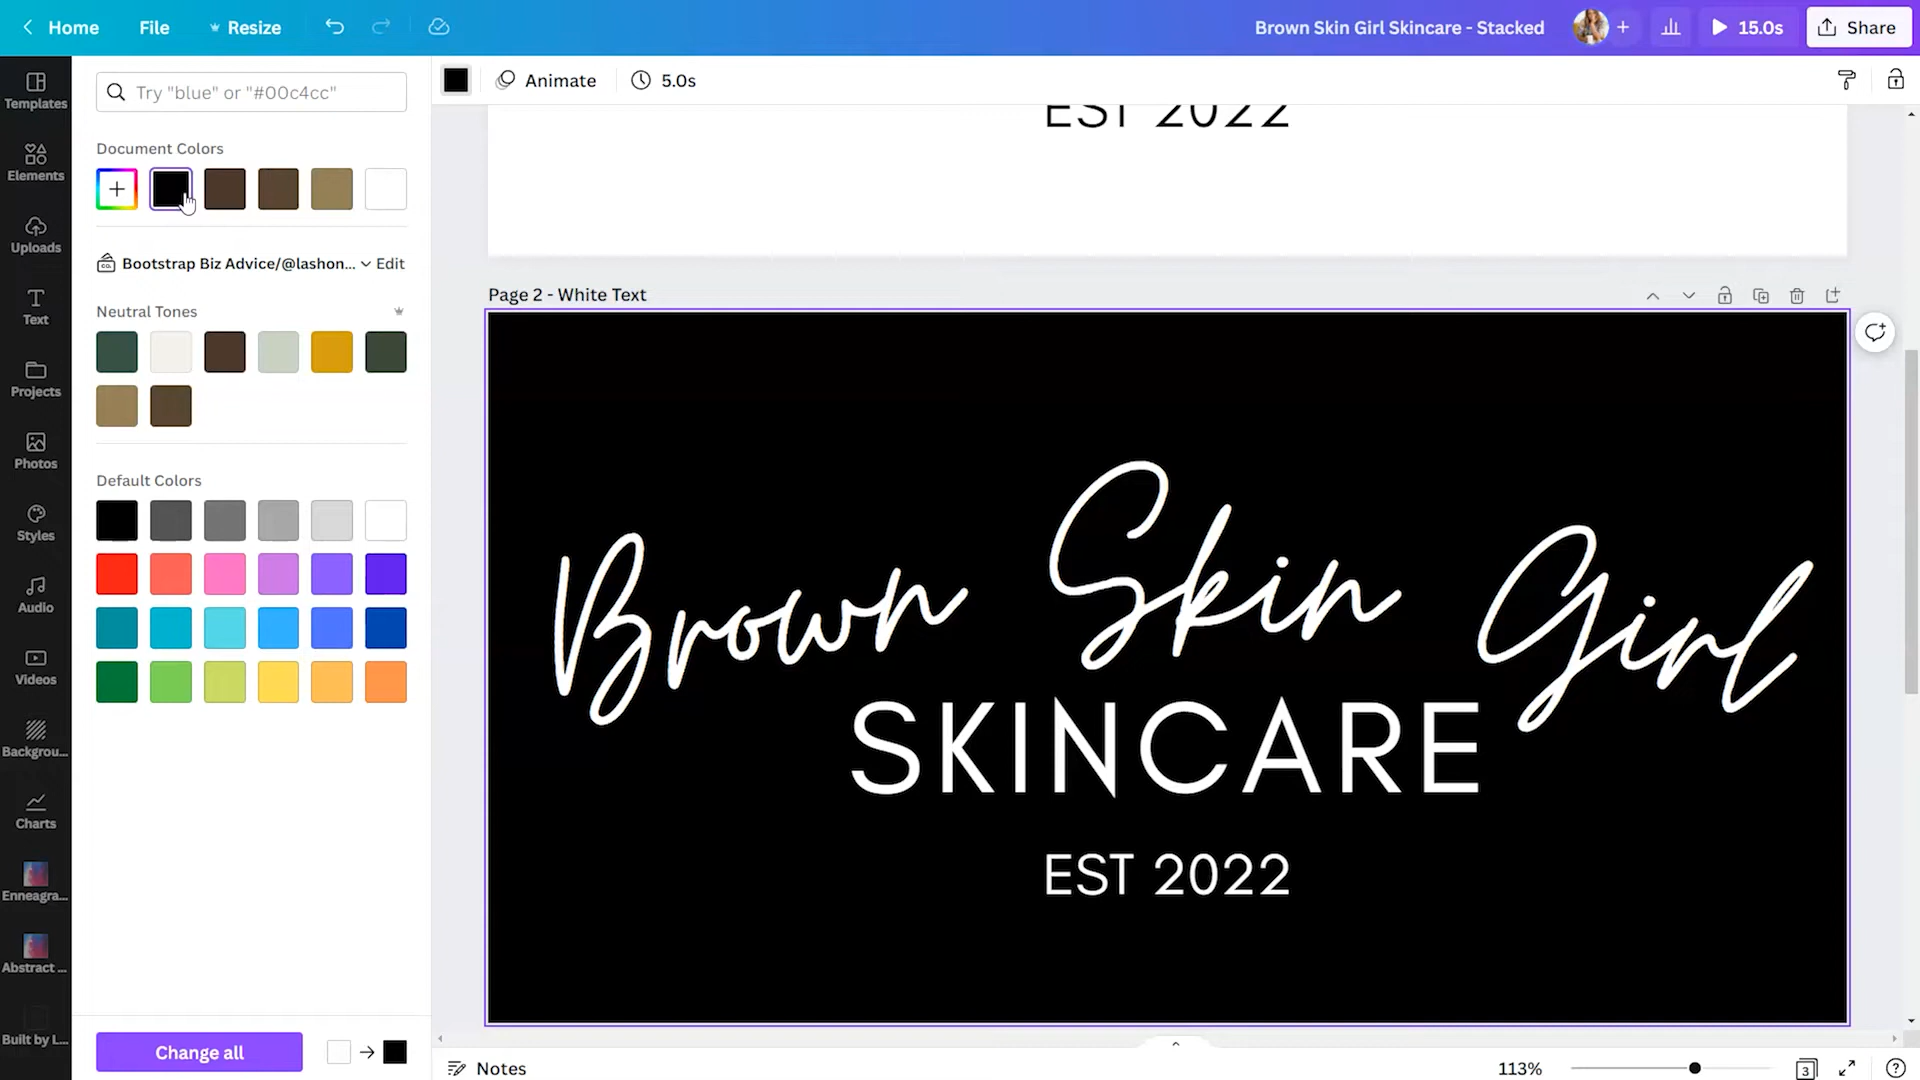 Home File Resize Brown Skin Girl Skincare - Stacked 15.0s Share
Templates
Elements
Uploads
Text
Projects
Photos
Styles
Audio
Videos
Backgrou...
Charts
Enneagra...
Abstract ...
Built by L...
Try "blue" or "#00c4cc"
Document Colors
CO.
Bootstrap Biz Advice/@lashon... Edit
Neutral Tones
Default Colors
Change all
Animate 5.0s
EST 2022
Page 2 - White Text
Brown Skin Girl
SKINCARE
EST 2022
Notes 113% 3